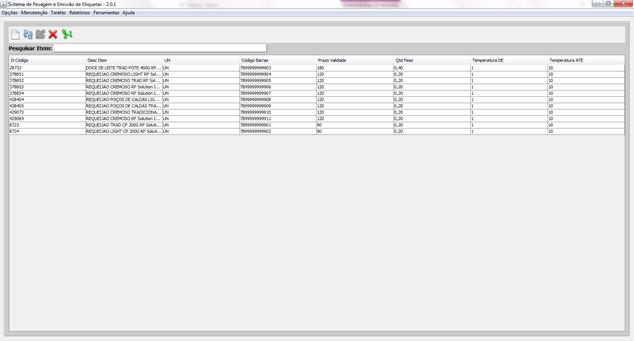 Sistema de Pesagem e Emissão de Etiquetas - 2.0.1
Opções Manutenção Tarefas Relatórios Ferramentas Ajuda
Pesquisar Item:
It Código Desc Item UN Código Barras Prazo Validade Qtd Peso Temperatura DE Temperatura ATE
28732 DOCE DE LEITE TRAD POTE 400G RF... UN 7899999999903 180 0,40 1 10
378851 REQUEIJAO CREMOSO LIGHT RF Sol... UN 7899999999904 120 0,20 1 10
378852 REQUEIJAO CREMOSO TRAD RF Sol... UN 7899999999905 120 0,20 1 10
378853 REQUEIJAO CREMOSO RF Solution I... UN 7899999999906 120 0,20 1 10
378854 REQUEIJAO CREMOSO RF Solution I... UN 7899999999907 120 0,20 1 10
428404 REQUEIJAO POÇOS DE CALDAS LIG... UN 7899999999908 120 0,20 1 10
428405 REQUEIJAO POÇOS DE CALDAS TRA... UN 7899999999909 120 0,20 1 10
429073 REQUEIJAO CREMOSO TRADICIONA... UN 7899999999910 120 0,20 1 10
429084 REQUEIJAO CREMOSO RF Solution I... UN 7899999999911 120 0,20 1 10
8723 REQUEIJAO TRAD CP 200G RF Soluti... UN 7899999999901 90 0,20 1 10
8724 REQUEIJAO LIGHT CP 200G RF Solut... UN 7899999999902 90 0,20 1 10